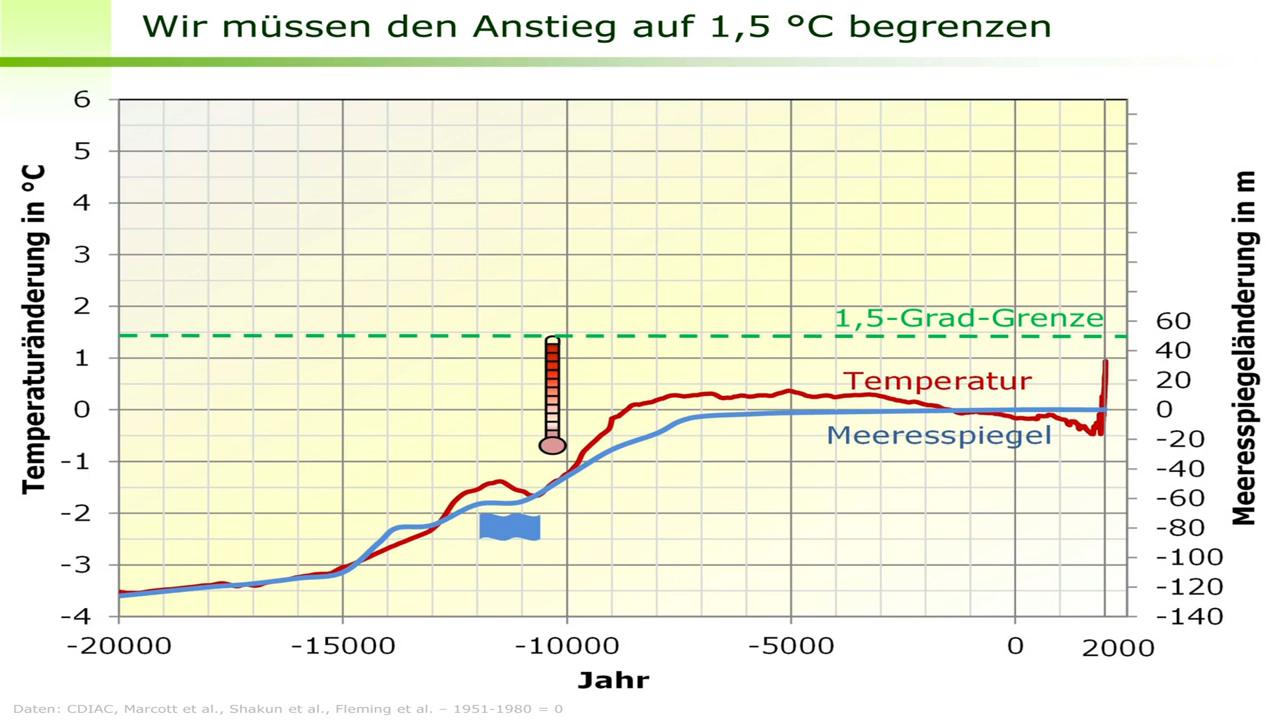 Wir müssen den Anstieg auf 1,5 °C begrenzen
Temperaturänderung in °C
6
5
4
3
2
1
0
-1
-2
-3
-4
1,5-Grad-Grenze
Temperatur
Meeresspiegel
60
40
20
0
-20
-40
-60
-80
-100
-120
-140
Meeresspiegeländerung in m
-20000 -15000 -10000 -5000 0 2000
Jahr
Daten: CDIAC, Marcott et al., Shakun et al., Fleming et al. – 1951-1980 = 0